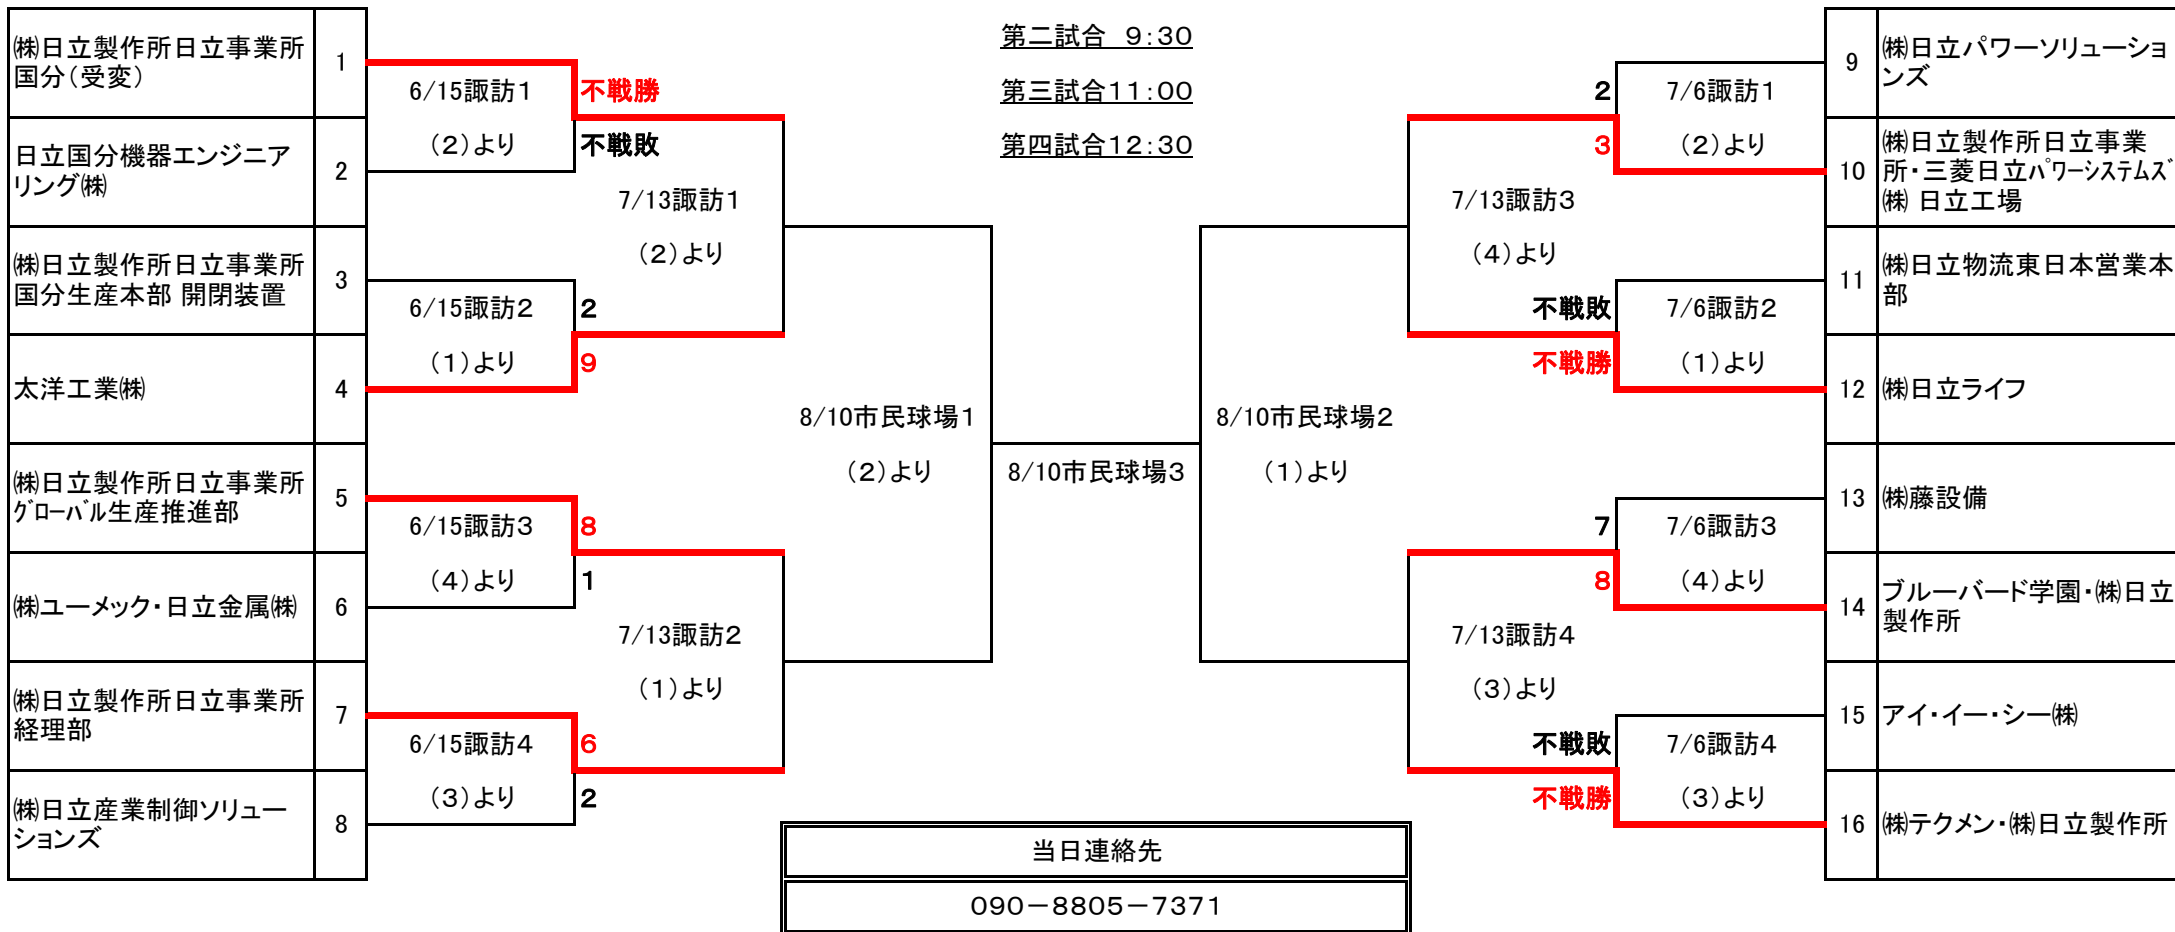 ㈱日立製作所日立事業所
国分（受変）
1
日立国分機器エンジニア
リング㈱
2
㈱日立製作所日立事業所
国分生産本部 開閉装置
3
太洋工業㈱
4
㈱日立製作所日立事業所
ｸﾞﾛｰﾊﾞﾙ生産推進部
5
㈱ユーメック・日立金属㈱
6
㈱日立製作所日立事業所
経理部
7
㈱日立産業制御ソリュー
ションズ
8
6/15諏訪１
（２）より
不戦勝
不戦敗
6/15諏訪２
（１）より
２
９
6/15諏訪３
（４）より
８
１
6/15諏訪４
（３）より
６
２
7/13諏訪１
（２）より
7/13諏訪２
（１）より
8/10市民球場１
（２）より
第二試合　９：３０
第三試合１１：００
第四試合１２：３０
8/10市民球場３
8/10市民球場２
（１）より
7/13諏訪３
（４）より
7/13諏訪４
（３）より
２
３
7/6諏訪１
（２）より
不戦敗
不戦勝
7/6諏訪２
（１）より
７
８
7/6諏訪３
（４）より
不戦敗
不戦勝
7/6諏訪４
（３）より
9
㈱日立パワーソリューショ
ンズ
10
㈱日立製作所日立事業
所・三菱日立ﾊﾟﾜｰｼｽﾃﾑｽﾞ
㈱ 日立工場
11
㈱日立物流東日本営業本
部
12
㈱日立ライフ
13
㈱藤設備
14
ブルーバード学園・㈱日立
製作所
15
アイ・イー・シー㈱
16
㈱テクメン・㈱日立製作所
当日連絡先
０９０－８８０５－７３７１